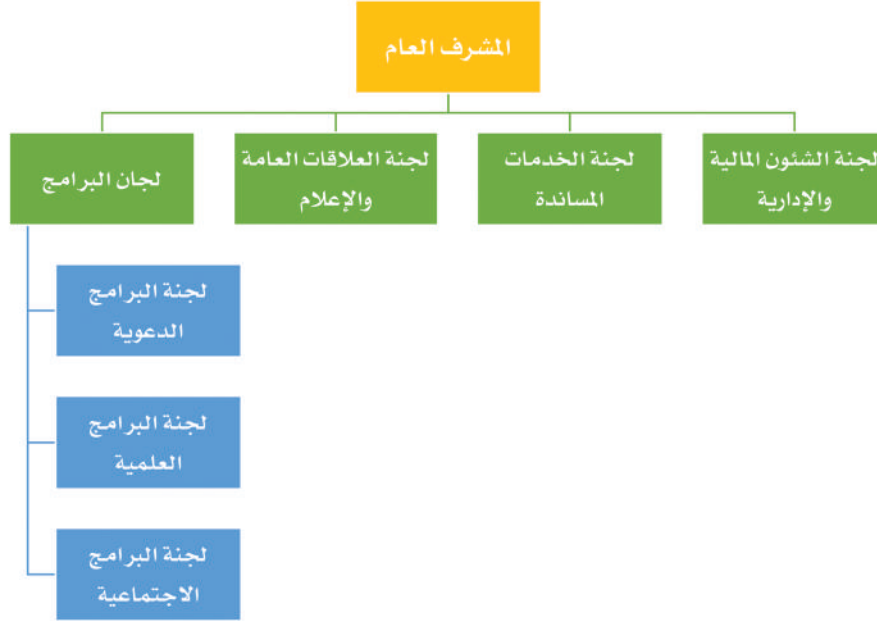 المشرف العام
لجنة الشئون المالية
والإدارية
لجنة الخدمات
المساندة
لجنة العلاقات العامة
والإعلام
لجان البرامج
لجنة البرامج
الدعوية
لجنة البرامج
العلمية
لجنة البرامج
الاجتماعية